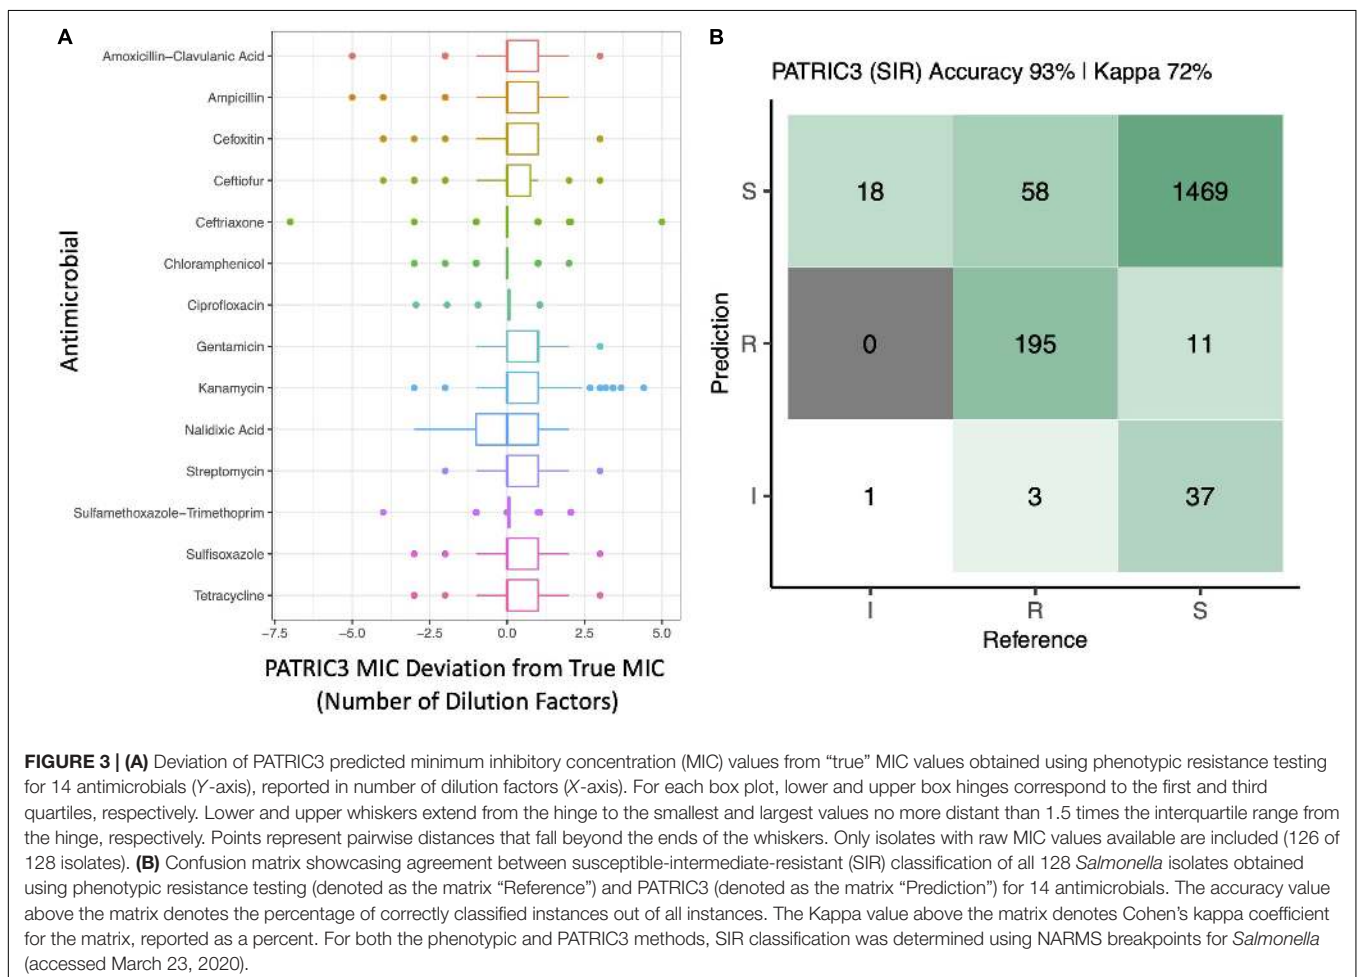 A
Amoxicillin–Clavulanic Acid
Ampicillin
Cefoxitin
Ceftiofur
Ceftriaxone
Chloramphenicol
Ciprofloxacin
Gentamicin
Kanamycin
Nalidixic Acid
Streptomycin
Sulfamethoxazole–Trimethoprim
Sulfisoxazole
Tetracycline
Antimicrobial
−7.5 −5.0 −2.5 0.0 2.5 5.0
PATRIC3 MIC Deviation from True MIC
(Number of Dilution Factors)
B
PATRIC3 (SIR) Accuracy 93% | Kappa 72%
S 18 58 1469
R 0 195 11
I 1 3 37
Prediction
I R S
Reference
FIGURE 3 | (A) Deviation of PATRIC3 predicted minimum inhibitory concentration (MIC) values from “true” MIC values obtained using phenotypic resistance testing
for 14 antimicrobials (Y-axis), reported in number of dilution factors (X-axis). For each box plot, lower and upper box hinges correspond to the first and third
quartiles, respectively. Lower and upper whiskers extend from the hinge to the smallest and largest values no more distant than 1.5 times the interquartile range from
the hinge, respectively. Points represent pairwise distances that fall beyond the ends of the whiskers. Only isolates with raw MIC values available are included (126 of
128 isolates). (B) Confusion matrix showcasing agreement between susceptible-intermediate-resistant (SIR) classification of all 128 Salmonella isolates obtained
using phenotypic resistance testing (denoted as the matrix “Reference”) and PATRIC3 (denoted as the matrix “Prediction”) for 14 antimicrobials. The accuracy value
above the matrix denotes the percentage of correctly classified instances out of all instances. The Kappa value above the matrix denotes Cohen’s kappa coefficient
for the matrix, reported as a percent. For both the phenotypic and PATRIC3 methods, SIR classification was determined using NARMS breakpoints for Salmonella
(accessed March 23, 2020).